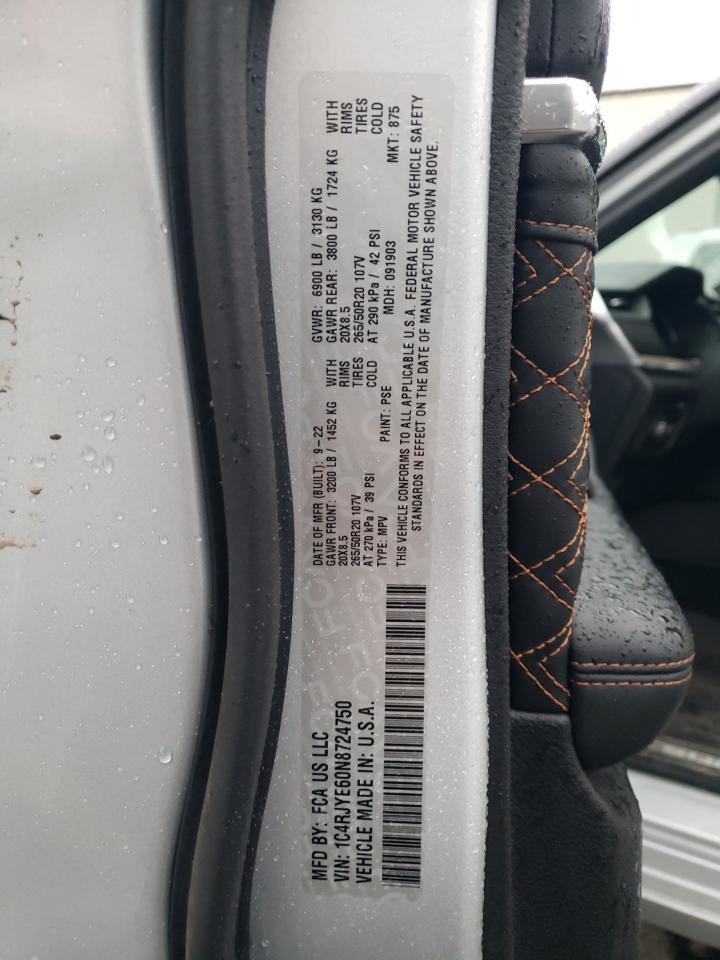 MFD BY: FCA US LLC
VIN: 1C4RJYE60N8724750
VEHICLE MADE IN: U.S.A.
DATE OF MFR (BUILT): 9-22 GVWR: 6900 LB / 3130 KG
GAWR FRONT: 3200 LB / 1452 KG WITH GAWR REAR: 3800 LB / 1724 KG WITH
20X8.5 RIMS 20X8.5 RIMS
265/50R20 107V TIRES 265/50R20 107V TIRES
AT 270 kPa / 39 PSI COLD AT 290 kPa / 42 PSI COLD
TYPE: MPV PAINT: PSE MDH: 091903 MKT: 875
THIS VEHICLE CONFORMS TO ALL APPLICABLE U.S.A. FEDERAL MOTOR VEHICLE SAFETY
STANDARDS IN EFFECT ON THE DATE OF MANUFACTURE SHOWN ABOVE.